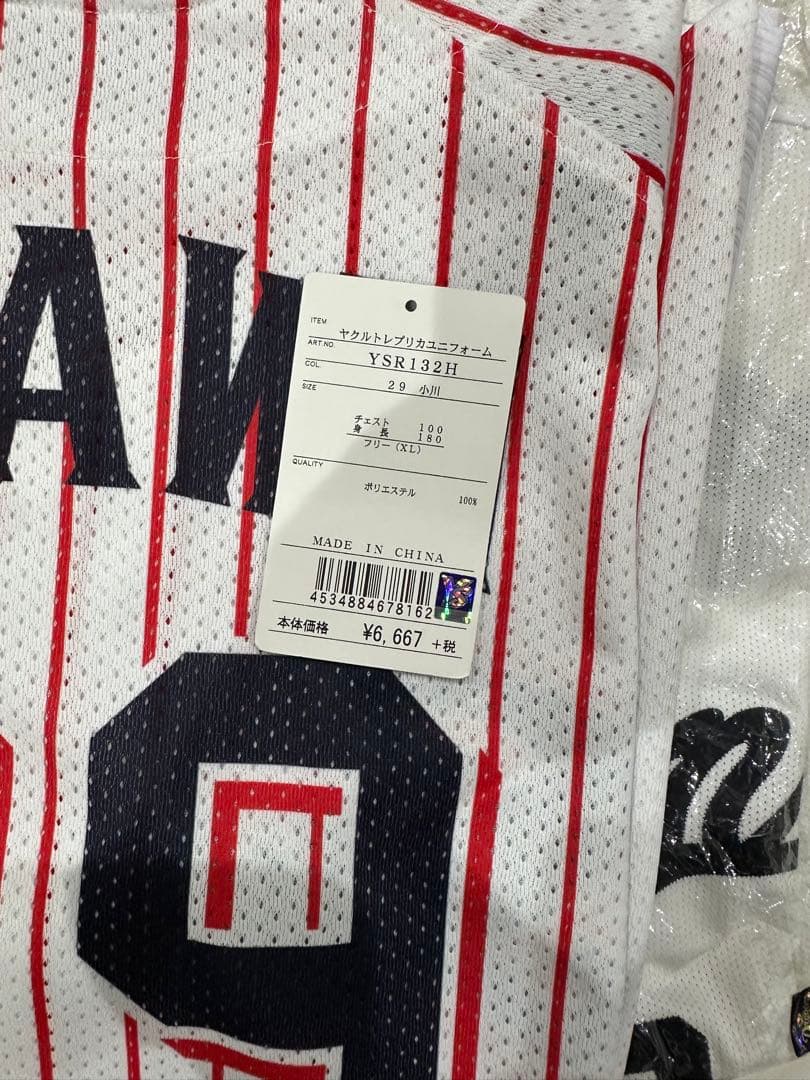 AWA
ITEM
ヤクルトレプリカユニフォーム
ART.NO.
YSR132H
COL.
29 小川
SIZE
チェスト 100
身 長 180
フリー(XL)
QUALITY
ポリエステル 100%
MADE IN CHINA
4534884678162
本体価格 ¥6,667 +税
9